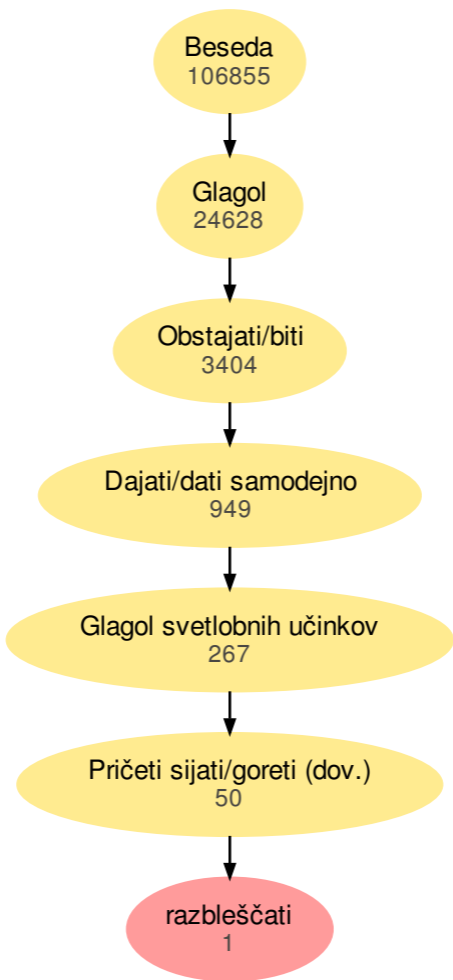 Beseda
106855
Glagol
24628
Obstajati/biti
3404
Dajati/dati samodejno
949
Glagol svetlobnih učinkov
267
Pričeti sijati/goreti (dov.)
50
razbleščati
1